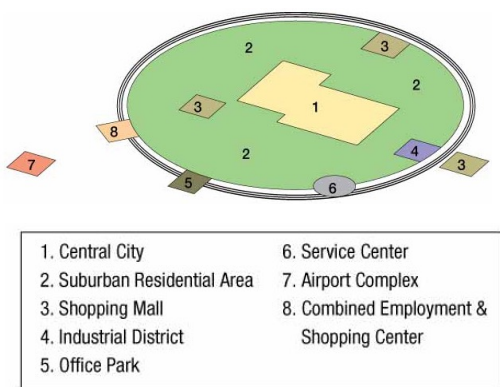 2
3
2
3
1
8
2
4
3
7
5
6
1. Central City
2. Suburban Residential Area
3. Shopping Mall
4. Industrial District
5. Office Park
6. Service Center
7. Airport Complex
8. Combined Employment &
Shopping Center